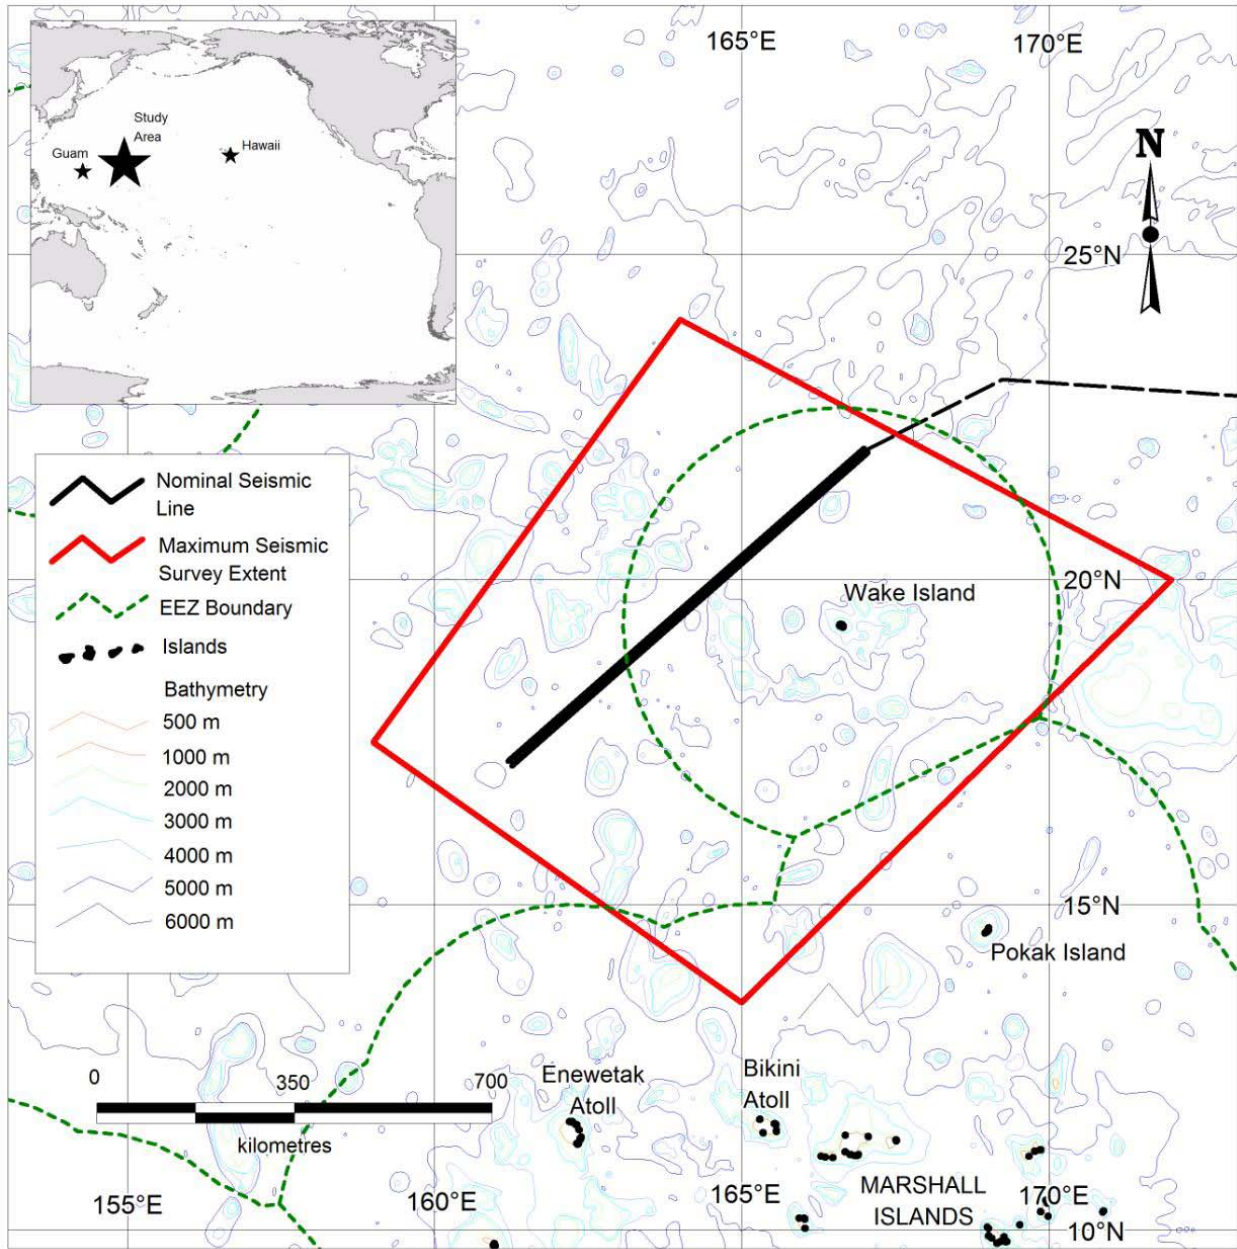 165°E
170°E
Study
Area
Guam
Hawaii
N
25°N
Nominal Seismic
Line
Maximum Seismic
Survey Extent
EEZ Boundary
Islands
Bathymetry
500 m
1000 m
2000 m
3000 m
4000 m
5000 m
6000 m
20°N
Wake Island
15°N
Pokak Island
0
350
700
kilometres
Enewetak
Atoll
Bikini
Atoll
MARSHALL
ISLANDS
155°E
160°E
165°E
170°E
10°N